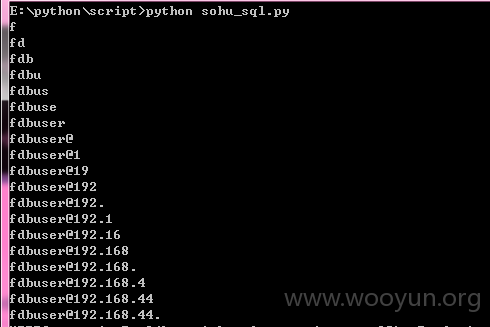 E:\python\script>python sohu_sql.py
f
fd
fdb
fdbu
fdbus
fdbuse
fdbuser
fdbuser@
fdbuser@1
fdbuser@19
fdbuser@192
fdbuser@192.
fdbuser@192.1
fdbuser@192.16
fdbuser@192.168
fdbuser@192.168.
fdbuser@192.168.4
fdbuser@192.168.44
fdbuser@192.168.44.
www.wooyun.org